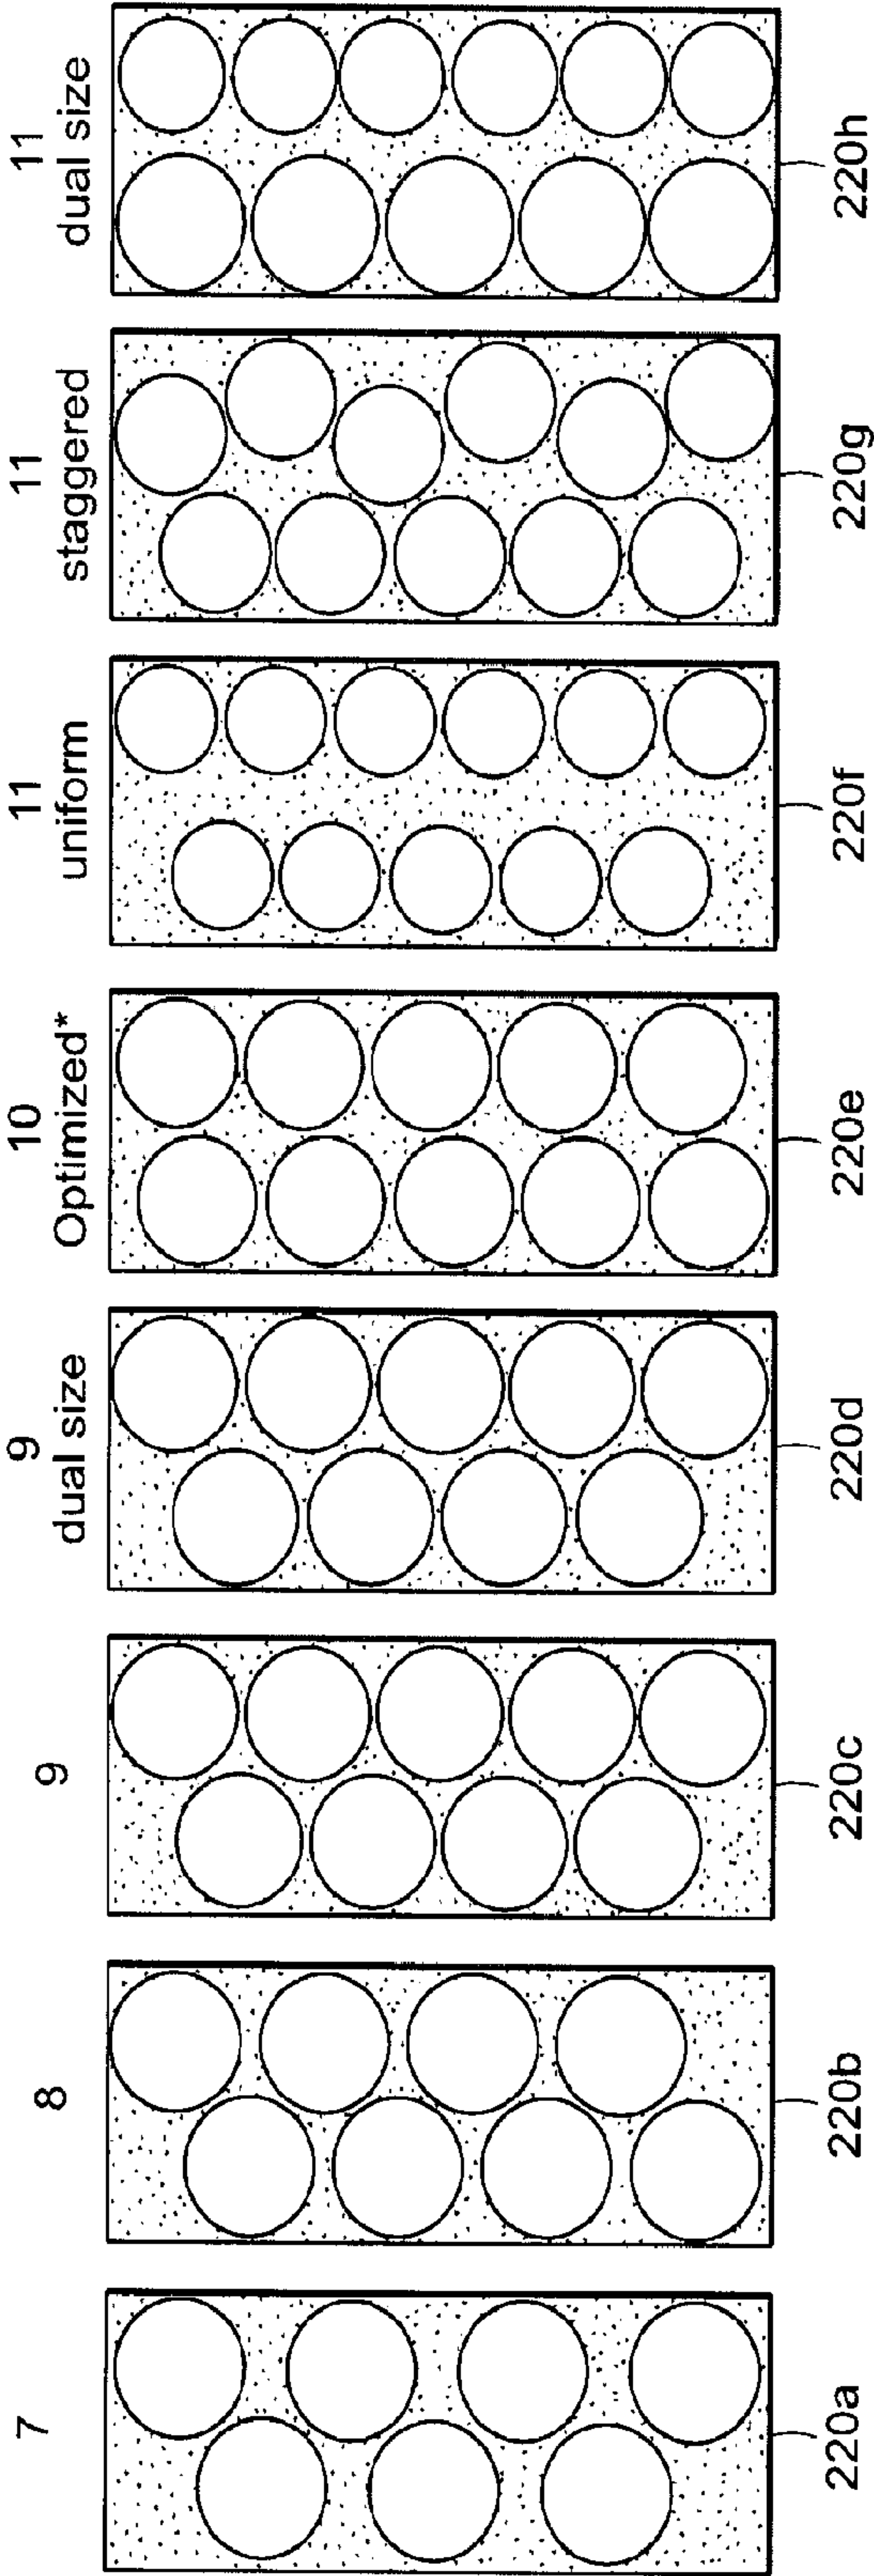 7
220a
8
220b
9
220c
9
dual size
220d
10
Optimized*
220e
11
uniform
220f
11
staggered
220g
11
dual size
220h